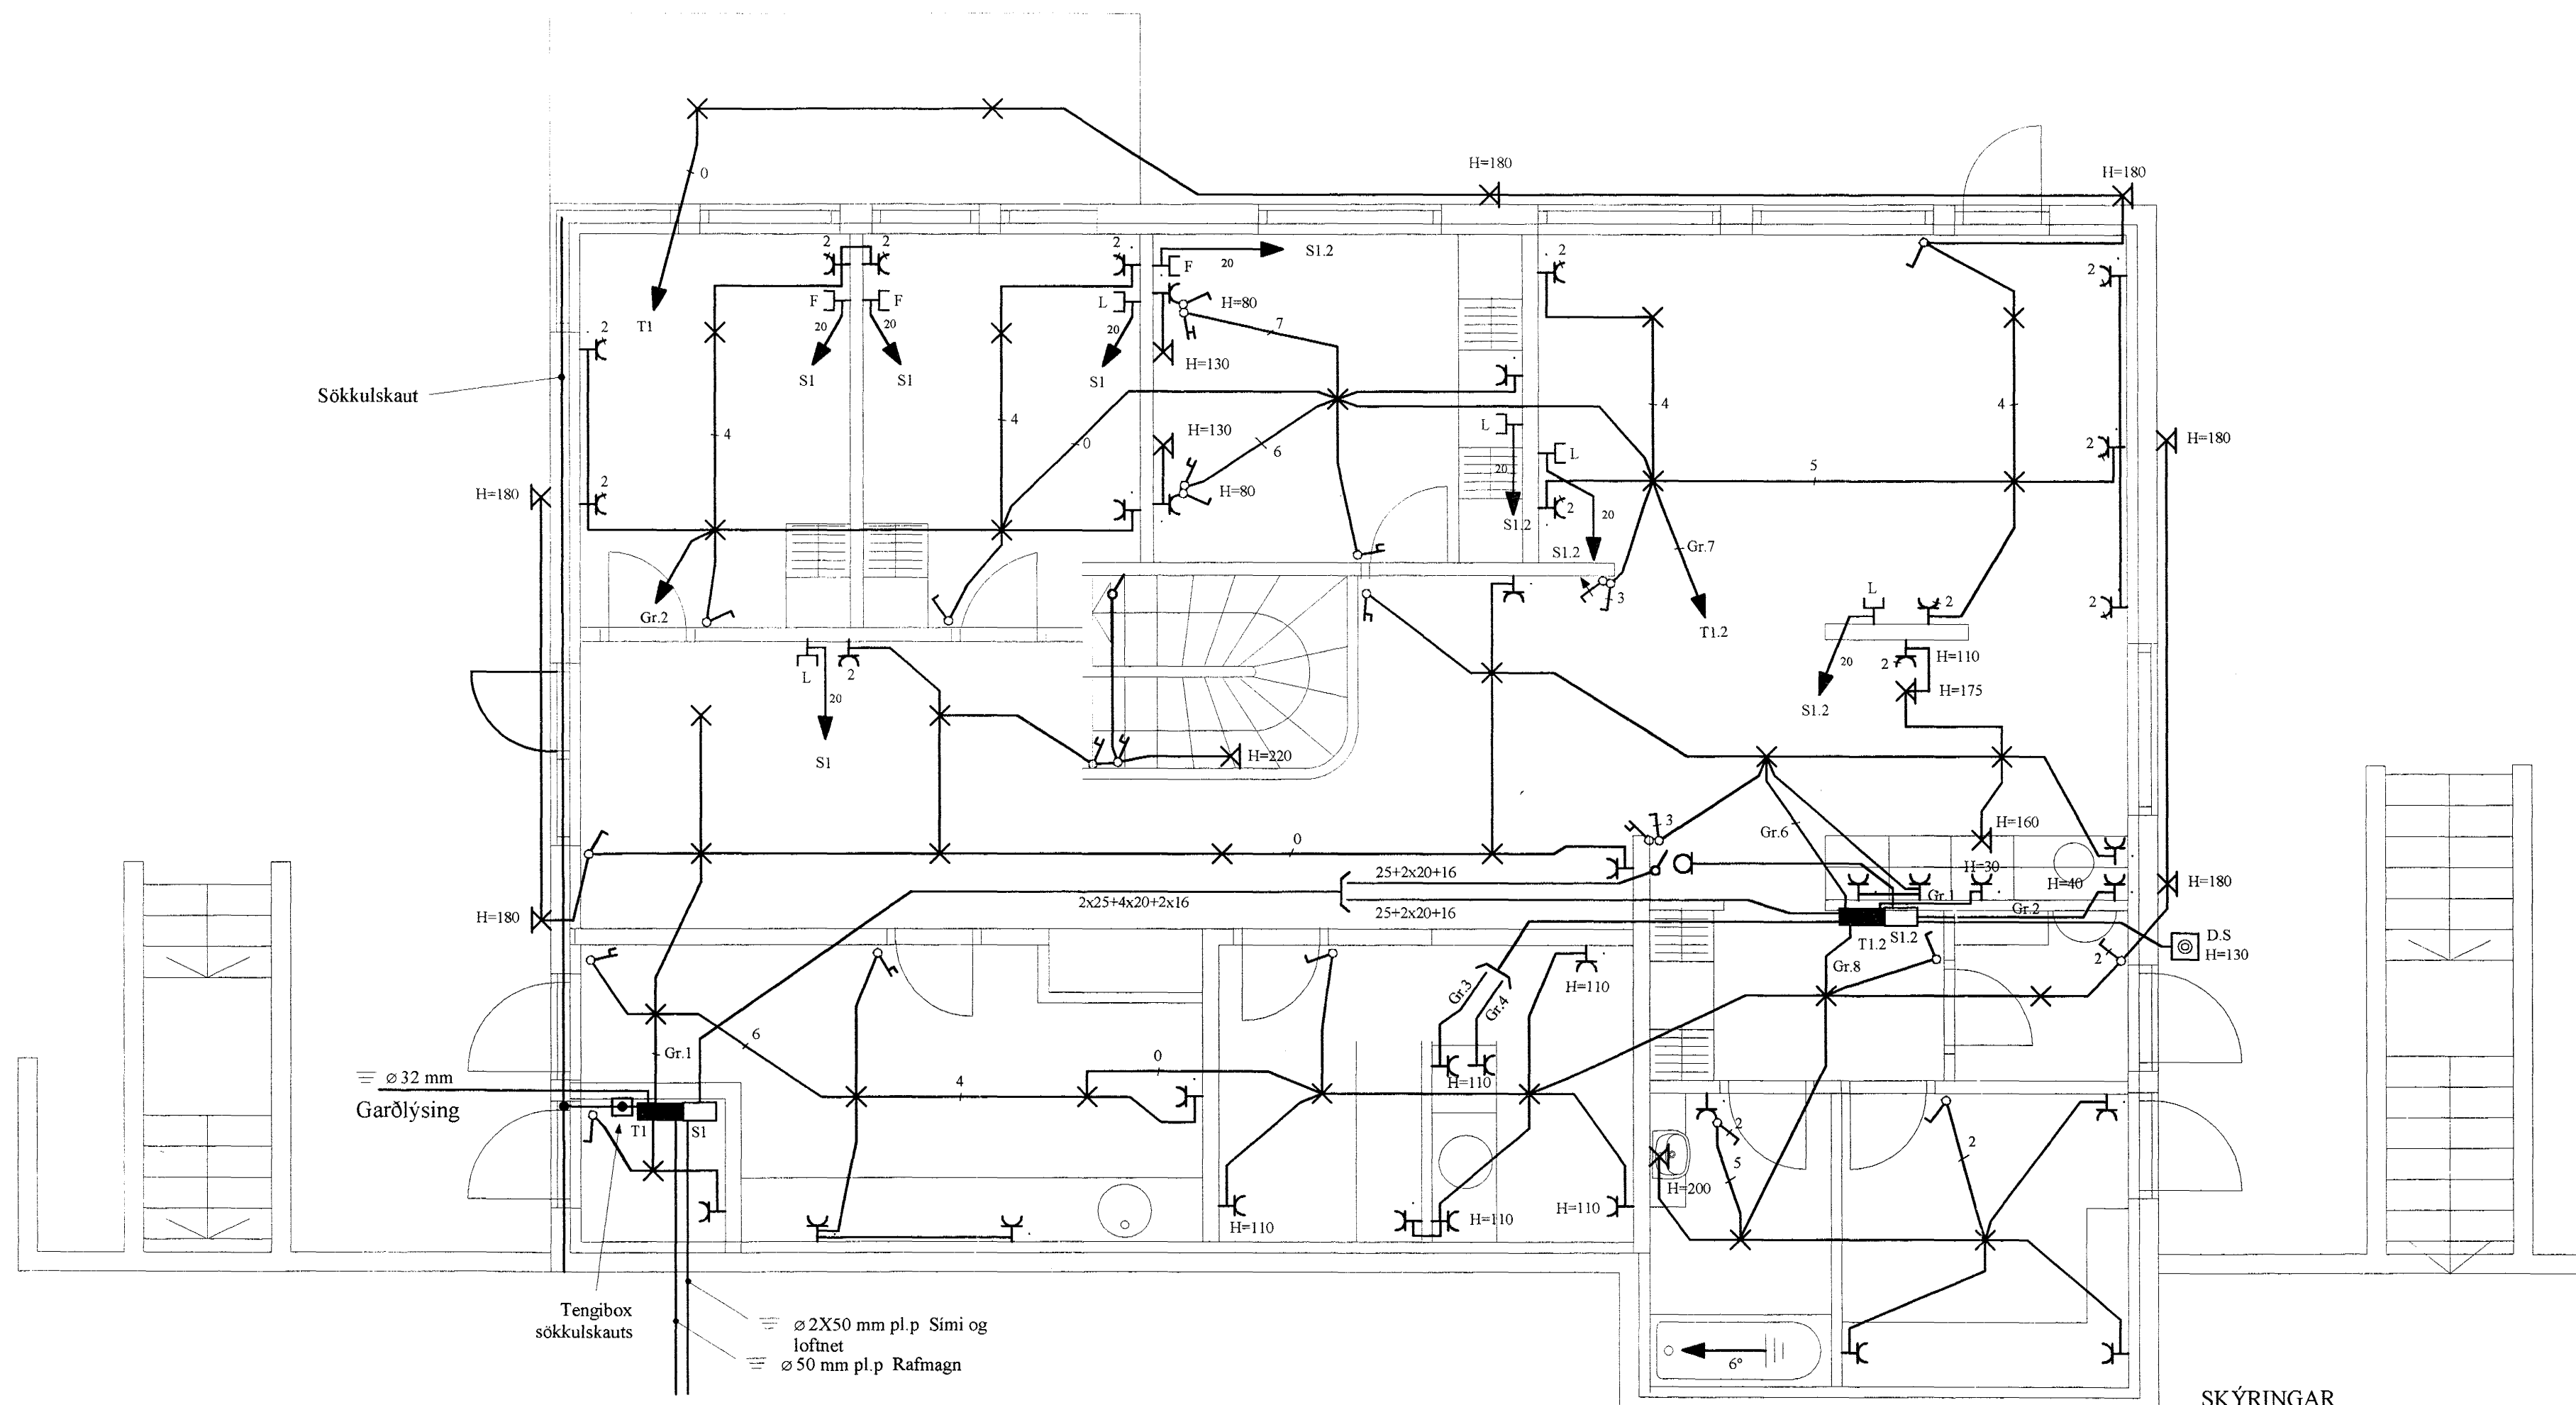 H=180
H=180
0
2
2
2
S1.2
20
F
2
2
T1
F
F
L
H=80
2
20
20
20
7
S1
S1
S1
H=130
Sökkulskaut
4
4
0
H=130
6
L
4
4
2
H=180
L
5
H=180
2
H=80
20
2
20
S1.2
S1.2
Gr.7
Gr.2
3
T1.2
L
2
2
L
2
20
20
2
H=110
H=175
S1.2
S1
H=220
3
Gr.6
H=160
0
25+2x20+16
H=30
H=40
H=180
2x25+4x20+2x16
25+2x20+16
Gr.1
Gr.2
H=180
T1.2
S1.2
D.S
H=130
2
Gr.8
H=110
Gr.3
Gr.4
6
Gr.1
0
ø 32 mm
Garðlýsing
4
H=110
T1
S1
2
2
5
H=200
H=110
H=110
H=110
Tengibox
sökkulskauts
ø 2X50 mm pl.p Sími og
loftnet
ø 50 mm pl.p Rafmagn
6°
SKÝRINGAR